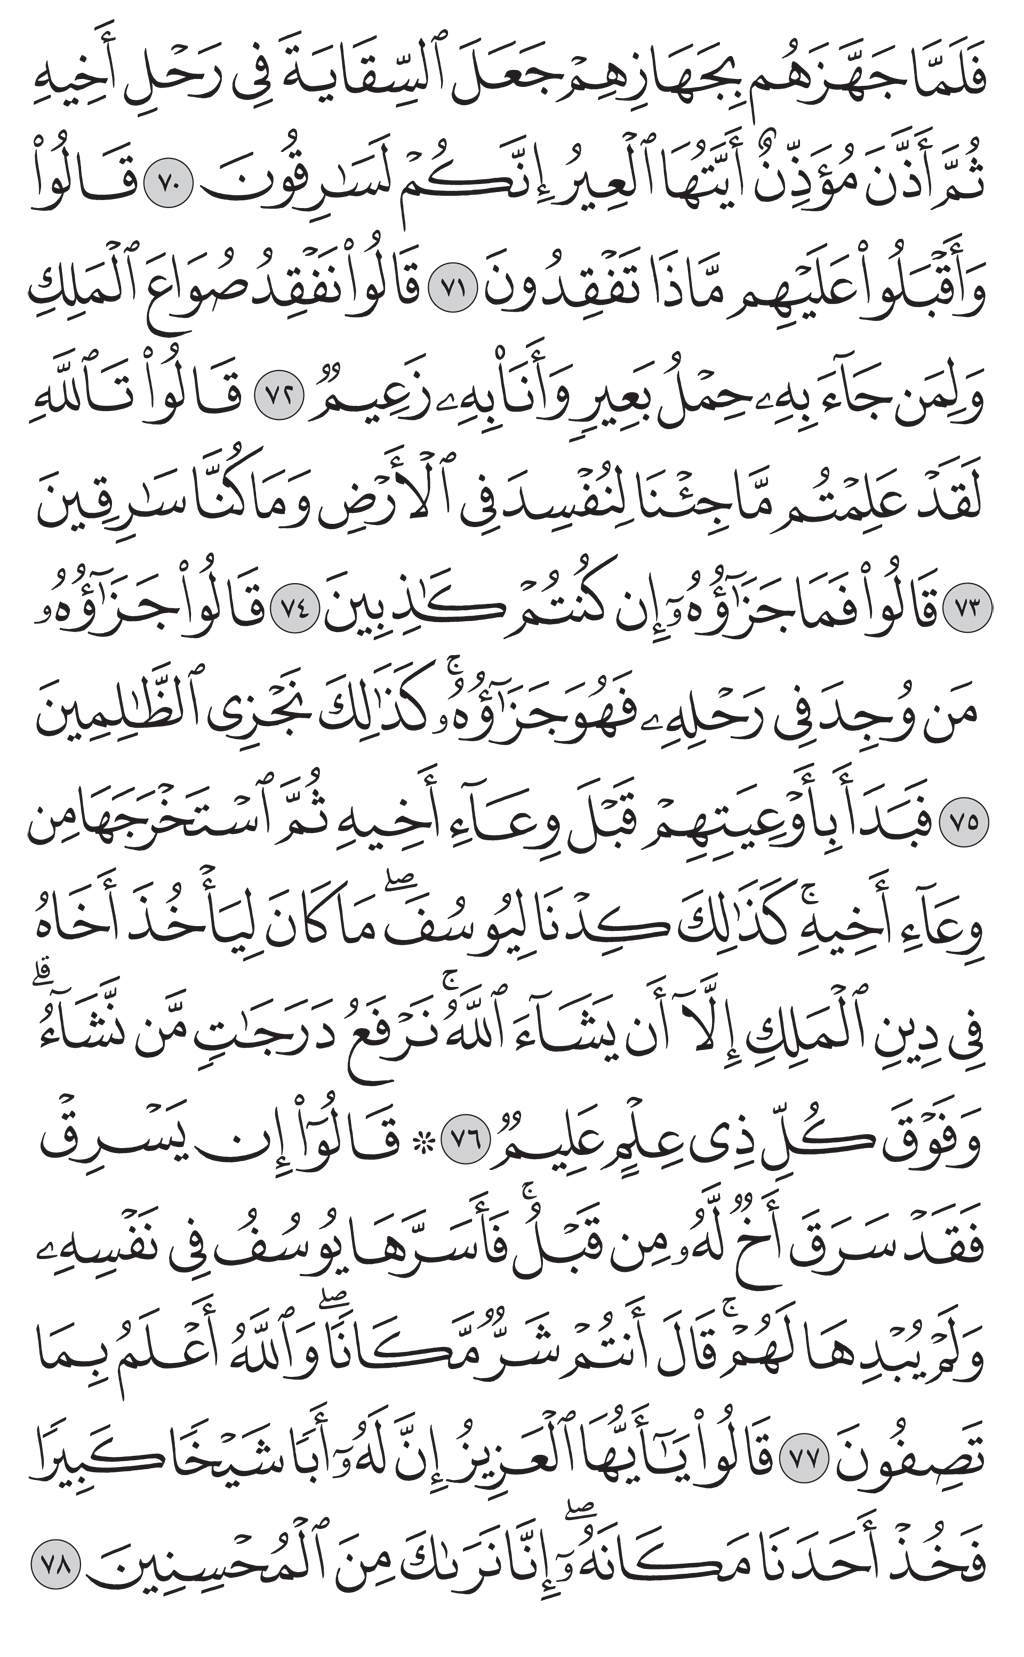 فَلَمَّا جَهَّزَهُم بِجَهَازِهِمۡ جَعَلَ ٱلسِّقَايَةَ فِي رَحۡلِ أَخِيهِ
ثُمَّ أَذَّنَ مُؤَذِّنٌ أَيَّتُهَا ٱلۡعِيرُ إِنَّكُمۡ لَسَٰرِقُونَ ٧٠ قَالُواْ
وَأَقۡبَلُواْ عَلَيۡهِم مَّاذَا تَفۡقِدُونَ ٧١ قَالُواْ نَفۡقِدُ صُوَاعَ ٱلۡمَلِكِ
وَلِمَن جَآءَ بِهِۦ حِمۡلُ بَعِيرٖ وَأَنَا۠ بِهِۦ زَعِيمٞ ٧٢ قَالُواْ تَٱللَّهِ
لَقَدۡ عَلِمۡتُم مَّا جِئۡنَا لِنُفۡسِدَ فِي ٱلۡأَرۡضِ وَمَا كُنَّا سَٰرِقِينَ
٧٣ قَالُواْ فَمَا جَزَٰٓؤُهُۥٓ إِن كُنتُمۡ كَٰذِبِينَ ٧٤ قَالُواْ جَزَٰٓؤُهُۥ
مَن وُجِدَ فِي رَحۡلِهِۦ فَهُوَ جَزَٰٓؤُهُۥۚ كَذَٰلِكَ نَجۡزِي ٱلظَّٰلِمِينَ
٧٥ فَبَدَأَ بِأَوۡعِيَتِهِمۡ قَبۡلَ وِعَآءِ أَخِيهِ ثُمَّ ٱسۡتَخۡرَجَهَا مِن
وِعَآءِ أَخِيهِۚ كَذَٰلِكَ كِدۡنَا لِيُوسُفَۖ مَا كَانَ لِيَأۡخُذَ أَخَاهُ
فِي دِينِ ٱلۡمَلِكِ إِلَّآ أَن يَشَآءَ ٱللَّهُۚ نَرۡفَعُ دَرَجَٰتٖ مَّن نَّشَآءُۗ
وَفَوۡقَ كُلِّ ذِي عِلۡمٍ عَلِيمٞ ٧٦ ۞ قَالُوٓاْ إِن يَسۡرِقۡ
فَقَدۡ سَرَقَ أَخٞ لَّهُۥ مِن قَبۡلُۚ فَأَسَرَّهَا يُوسُفُ فِي نَفۡسِهِۦ
وَلَمۡ يُبۡدِهَا لَهُمۡۚ قَالَ أَنتُمۡ شَرّٞ مَّكَانٗاۖ وَٱللَّهُ أَعۡلَمُ بِمَا
تَصِفُونَ ٧٧ قَالُواْ يَٰٓأَيُّهَا ٱلۡعَزِيزُ إِنَّ لَهُۥٓ أَبٗا شَيۡخٗا كَبِيرٗا
فَخُذۡ أَحَدَنَا مَكَانَهُۥٓۖ إِنَّا نَرَىٰكَ مِنَ ٱلۡمُحۡسِنِينَ ٧٨